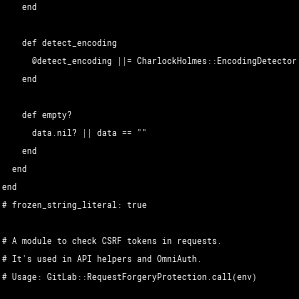 end
def detect_encoding
@detect_encoding ||= CharlockHolmes::EncodingDetector
end
def empty?
data.nil? || data == ""
end
end
end
# frozen_string_literal: true
# A module to check CSRF tokens in requests.
# It's used in API helpers and OmniAuth.
# Usage: GitLab::RequestForgeryProtection.call(env)